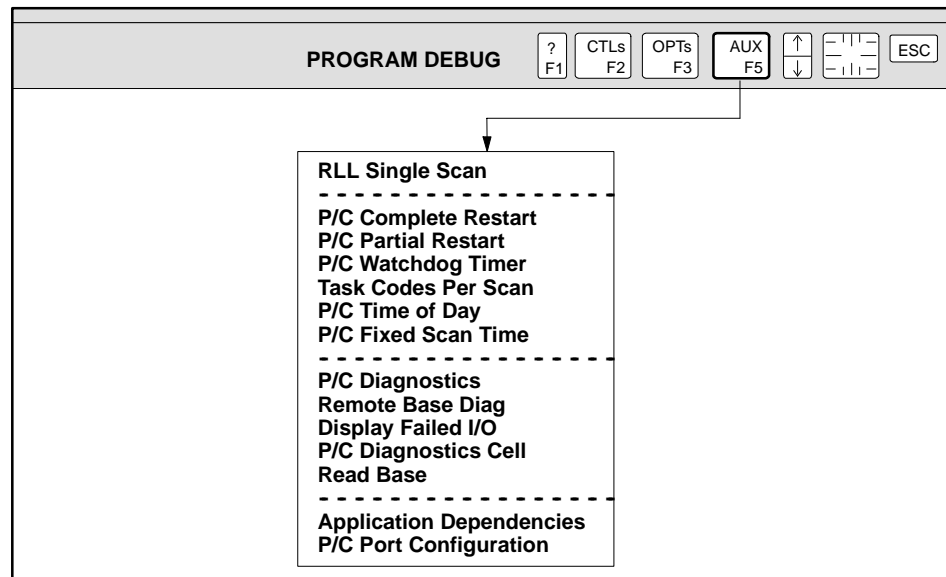 PROGRAM DEBUG
?
F1
CTLs
F2
OPTs
F3
AUX
F5
↑
↓
ESC
RLL Single Scan
P/C Complete Restart
P/C Partial Restart
P/C Watchdog Timer
Task Codes Per Scan
P/C Time of Day
P/C Fixed Scan Time
P/C Diagnostics
Remote Base Diag
Display Failed I/O
P/C Diagnostics Cell
Read Base
Application Dependencies
P/C Port Configuration